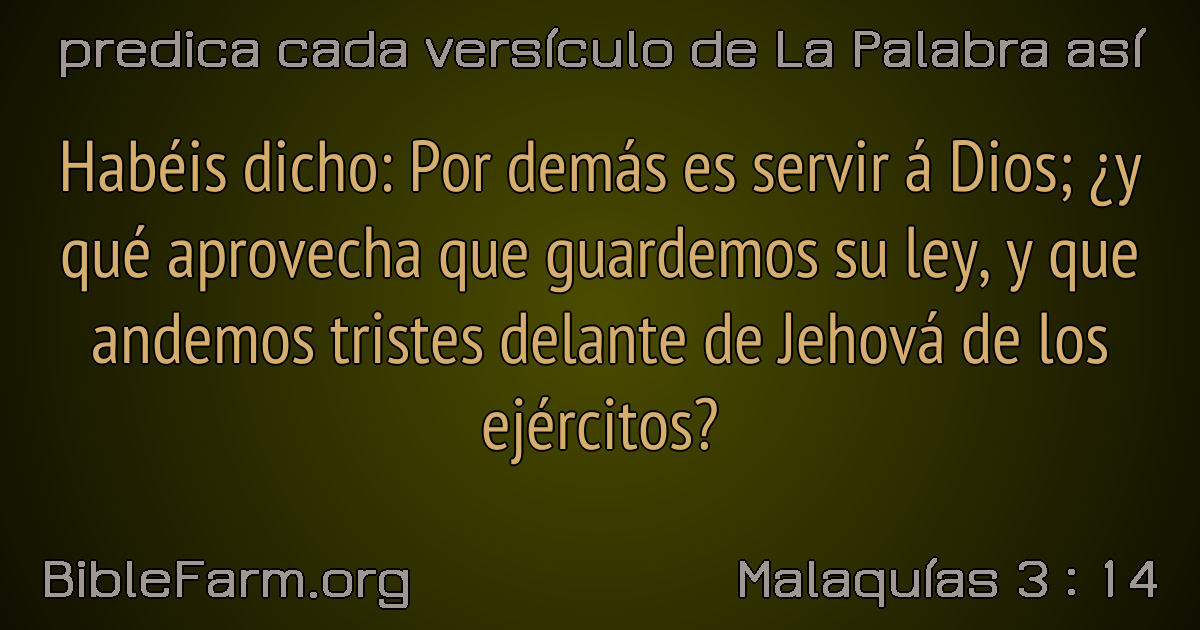 predica cada versículo de La Palabra así
Habéis dicho: Por demás es servir á Dios; ¿y
qué aprovecha que guardemos su ley, y que
andemos tristes delante de Jehová de los
ejércitos?
BibleFarm.org
Malaquías 3 : 14